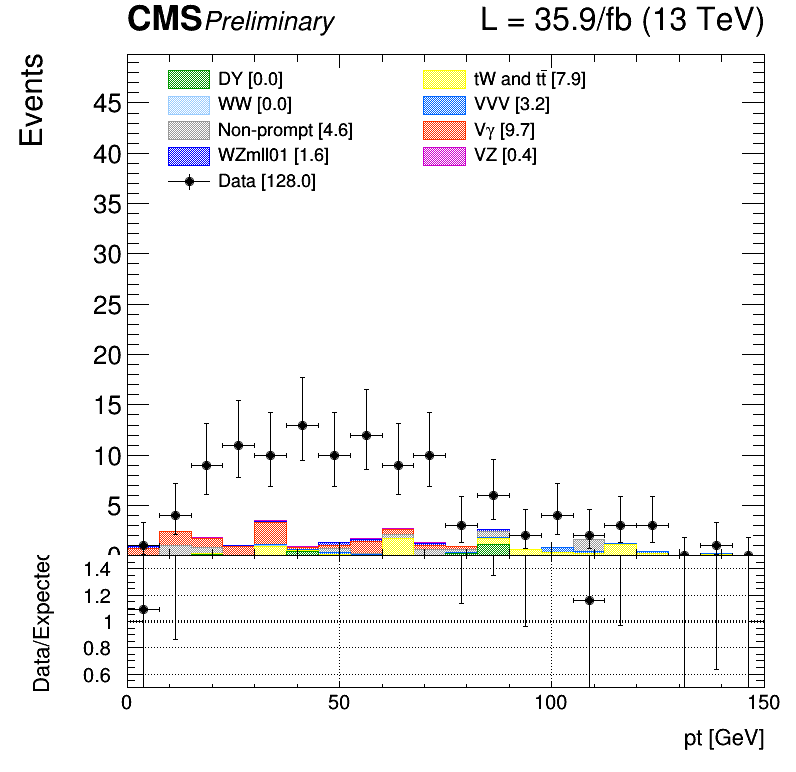 CMS Preliminary L = 35.9/fb (13 TeV)
Events
DY [0.0] tW and tt̄ [7.9]
WW [0.0] VVV [3.2]
Non-prompt [4.6] Vγ [9.7]
WZmll01 [1.6] VZ [0.4]
Data [128.0]
45
40
35
30
25
20
15
10
5
0
Data/Expected
1.4
1.2
1
0.8
0.6
0 50 100 150
pt [GeV]